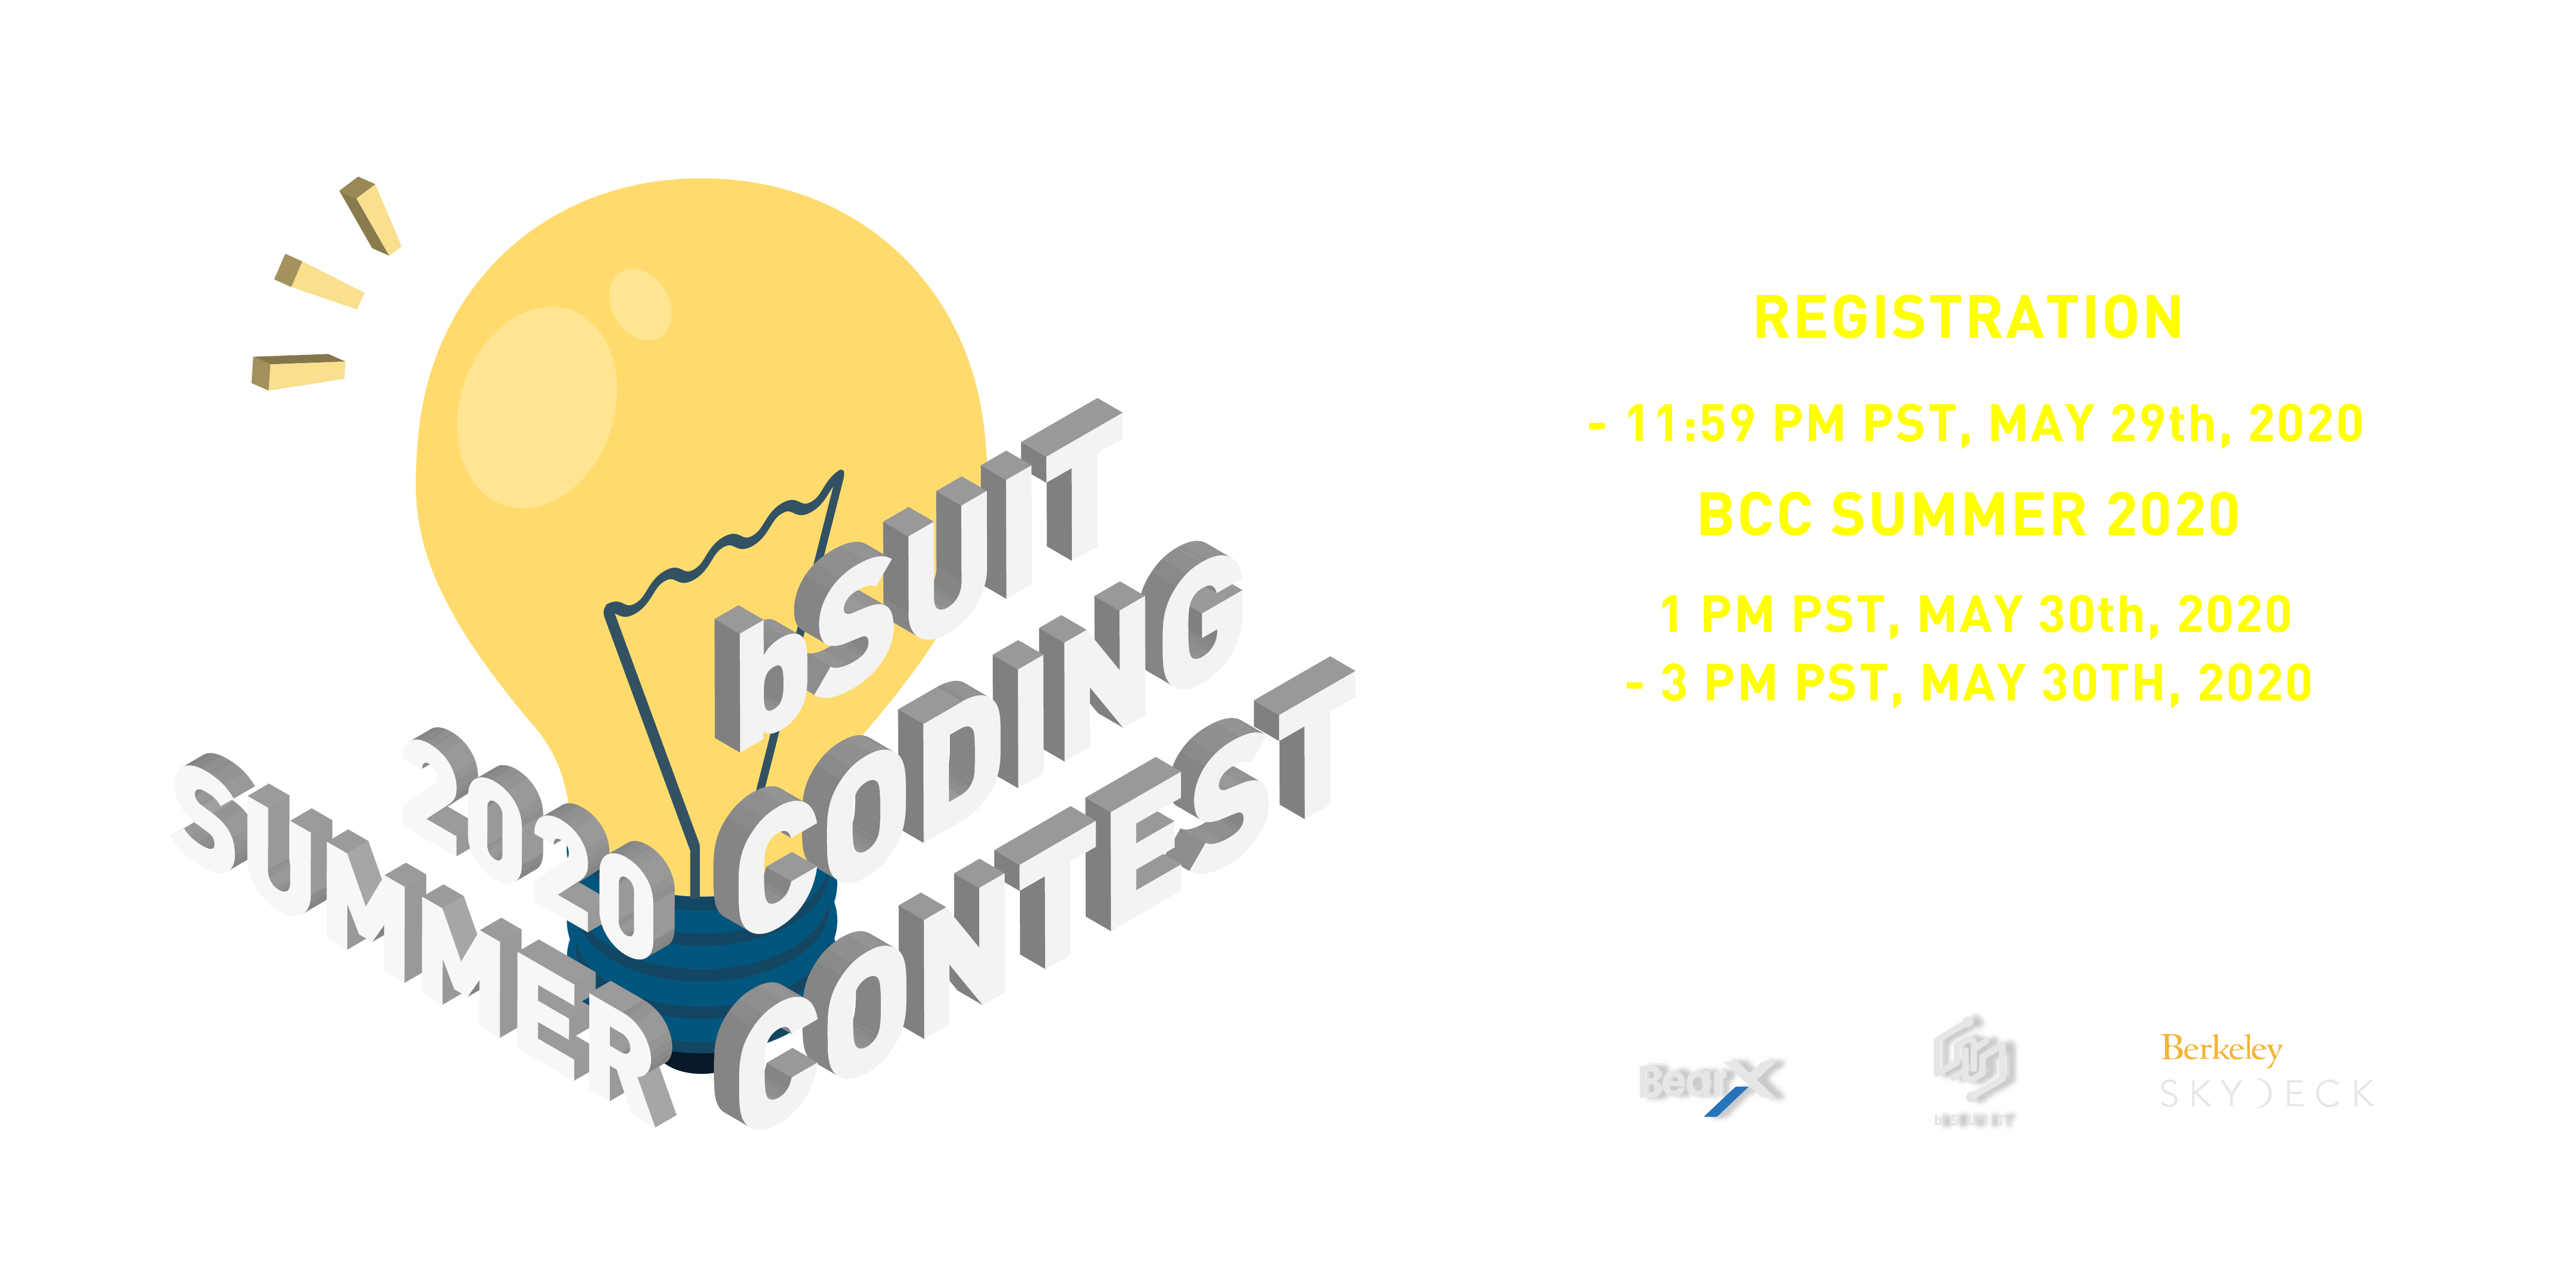 bSUIT
CODING
CONTEST
2020
SUMMER
REGISTRATION
- 11:59 PM PST, MAY 29th, 2020
BCC SUMMER 2020
1 PM PST, MAY 30th, 2020
- 3 PM PST, MAY 30TH, 2020
BearX
bSUIT
Berkeley
SKYDECK